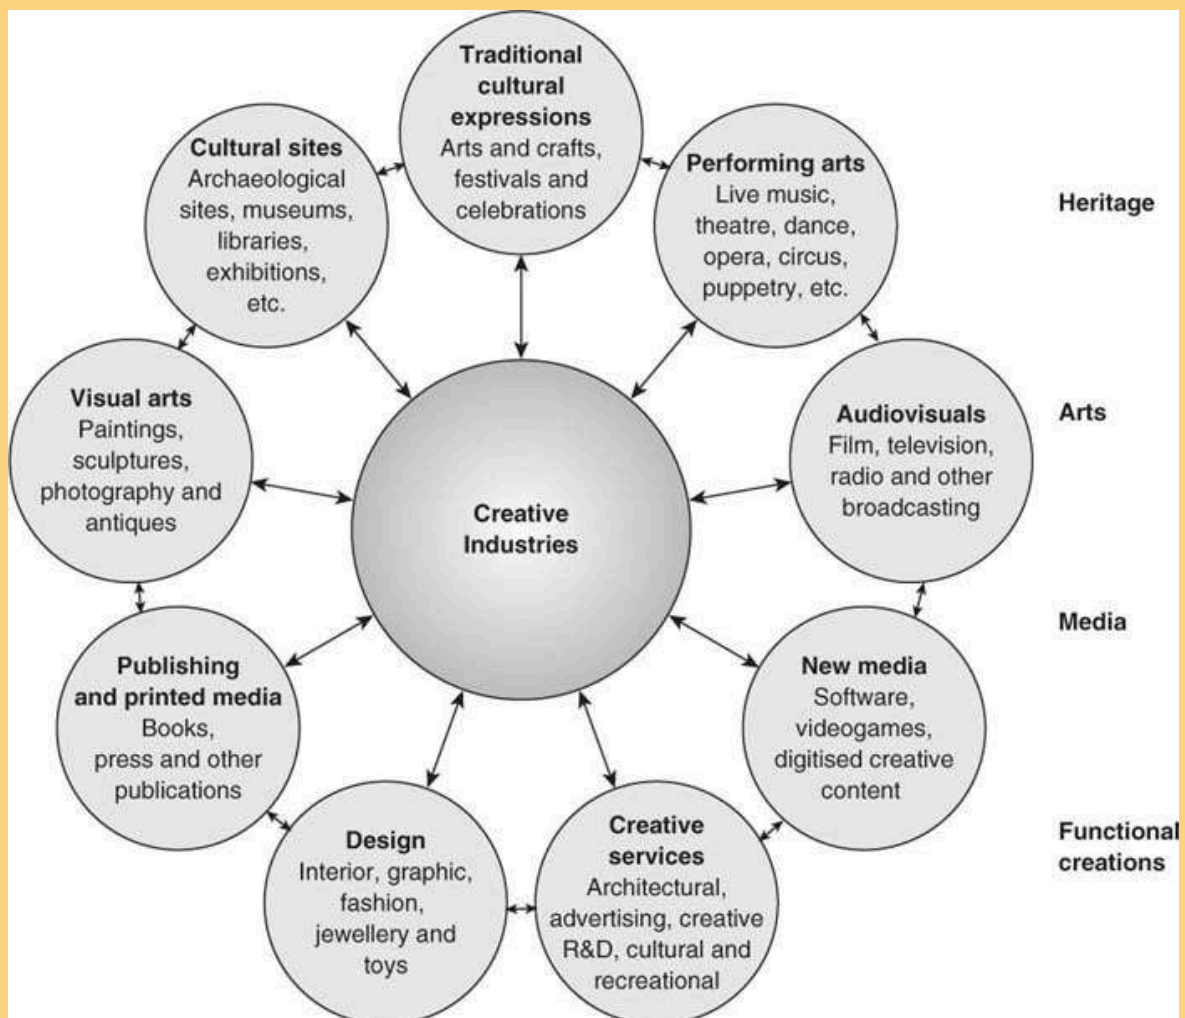 Traditional
cultural
expressions
Arts and crafts,
festivals and
celebrations
Cultural sites
Archaeological
sites, museums,
libraries,
exhibitions,
etc.
Performing arts
Live music,
theatre, dance,
opera, circus,
puppetry, etc.
Heritage
Visual arts
Paintings,
sculptures,
photography and
antiques
Audiovisuals
Film, television,
radio and other
broadcasting
Arts
Creative
Industries
Media
Publishing
and printed media
Books,
press and other
publications
New media
Software,
videogames,
digitised creative
content
Design
Interior, graphic,
fashion,
jewellery and
toys
Creative
services
Architectural,
advertising, creative
R&D, cultural and
recreational
Functional
creations